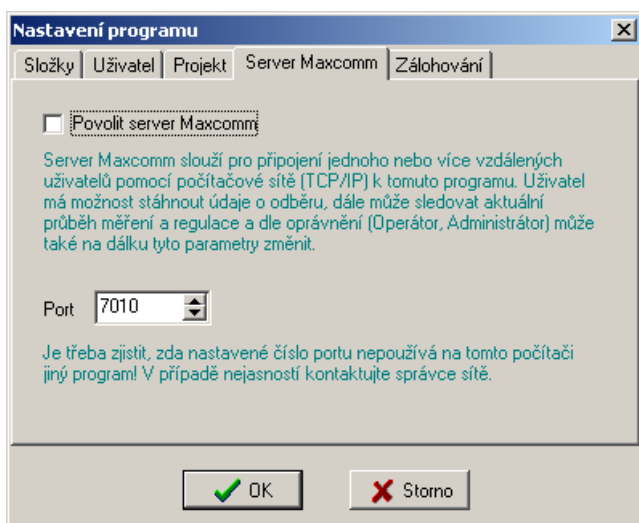 Nastavení programu
Složky Uživatel Projekt Server Maxcomm Zálohování
Povolit server Maxcomm
Server Maxcomm slouží pro připojení jednoho nebo více vzdálených
uživatelů pomocí počítačové sítě (TCP/IP) k tomuto programu. Uživatel
má možnost stáhnout údaje o odběru, dále může sledovat aktuální
průběh měření a regulace a dle oprávnění (Operátor, Administrátor) může
také na dálku tyto parametry změnit.
Port 7010
Je třeba zjistit, zda nastavené číslo portu nepoužívá na tomto počítači
jiný program! V případě nejasností kontaktujte správce sítě.
OK Storno